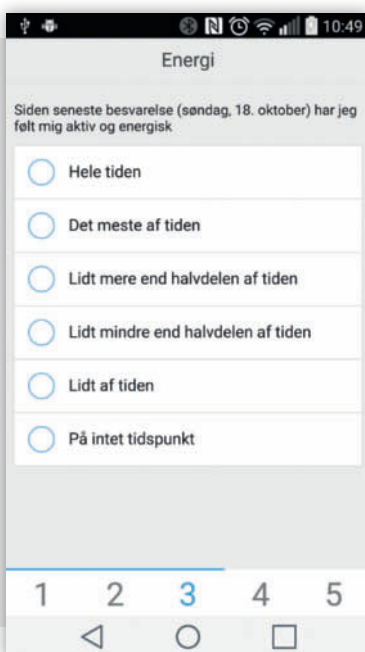 10:49
Energi
Siden seneste besvarelse (søndag, 18. oktober) har jeg
følt mig aktiv og energisk
Hele tiden
Det meste af tiden
Lidt mere end halvdelen af tiden
Lidt mindre end halvdelen af tiden
Lidt af tiden
På intet tidspunkt
1 2 3 4 5